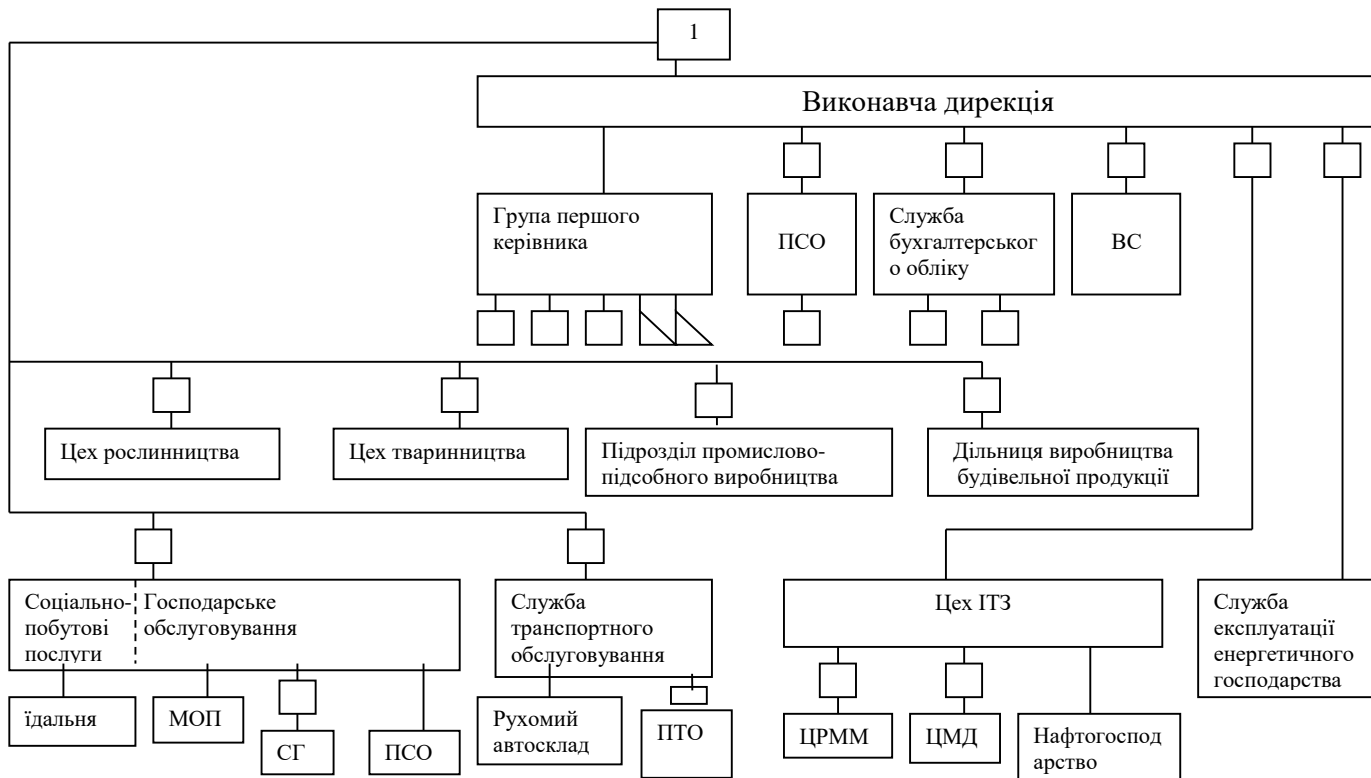 1
Виконавча дирекція
Група першого
керівника
ПСО
Служба
бухгалтерськог
о обліку
ВС
Цех рослинництва
Цех тваринництва
Підрозділ промислово-
підсобного виробництва
Дільниця виробництва
будівельної продукції
Соціально-
побутові
послуги
Господарське
обслуговування
Служба
транспортного
обслуговування
Цех ІТЗ
Служба
експлуатації
енергетичного
господарства
їдальня
МОП
СГ
ПСО
Рухомий
автосклад
ПТО
ЦРММ
ЦМД
Нафтогоспод
арство